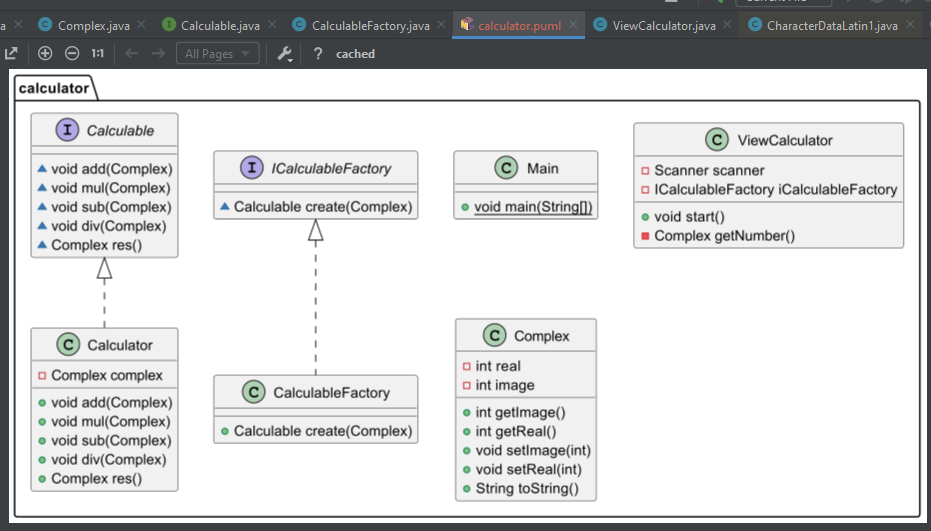 Current File
a
Complex.java
Calculable.java
CalculableFactory.java
calculator.puml
ViewCalculator.java
CharacterDataLatin1.java
1:1
All Pages
?
cached
calculator
I Calculable
void add(Complex)
void mul(Complex)
void sub(Complex)
void div(Complex)
Complex res()
I ICalculableFactory
Calculable create(Complex)
C Main
void main(String[])
C ViewCalculator
Scanner scanner
ICalculableFactory iCalculableFactory
void start()
Complex getNumber()
C Calculator
Complex complex
void add(Complex)
void mul(Complex)
void sub(Complex)
void div(Complex)
Complex res()
C CalculableFactory
Calculable create(Complex)
C Complex
int real
int image
int getImage()
int getReal()
void setImage(int)
void setReal(int)
String toString()